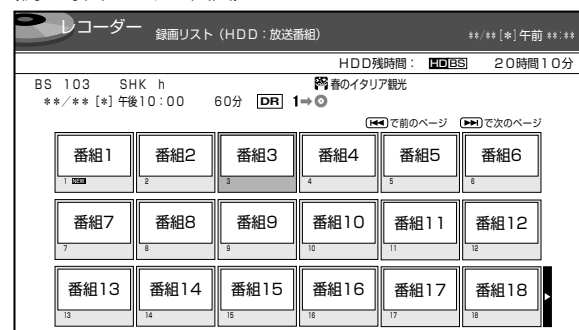 レコーダー 録画リスト（HDD：放送番組） **/**[*]午前 **:**
HDD残時間： HD BS 20時間10分
BS 103 SHK h 春のイタリア観光
**/**[*]午後10：00 60分 DR 1➡
で前のページ で次のページ
番組1 番組2 番組3 番組4 番組5 番組6
1 NEW 2 3 4 5 6
番組7 番組8 番組9 番組10 番組11 番組12
7 8 9 10 11 12
番組13 番組14 番組15 番組16 番組17 番組18
13 14 15 16 17 18